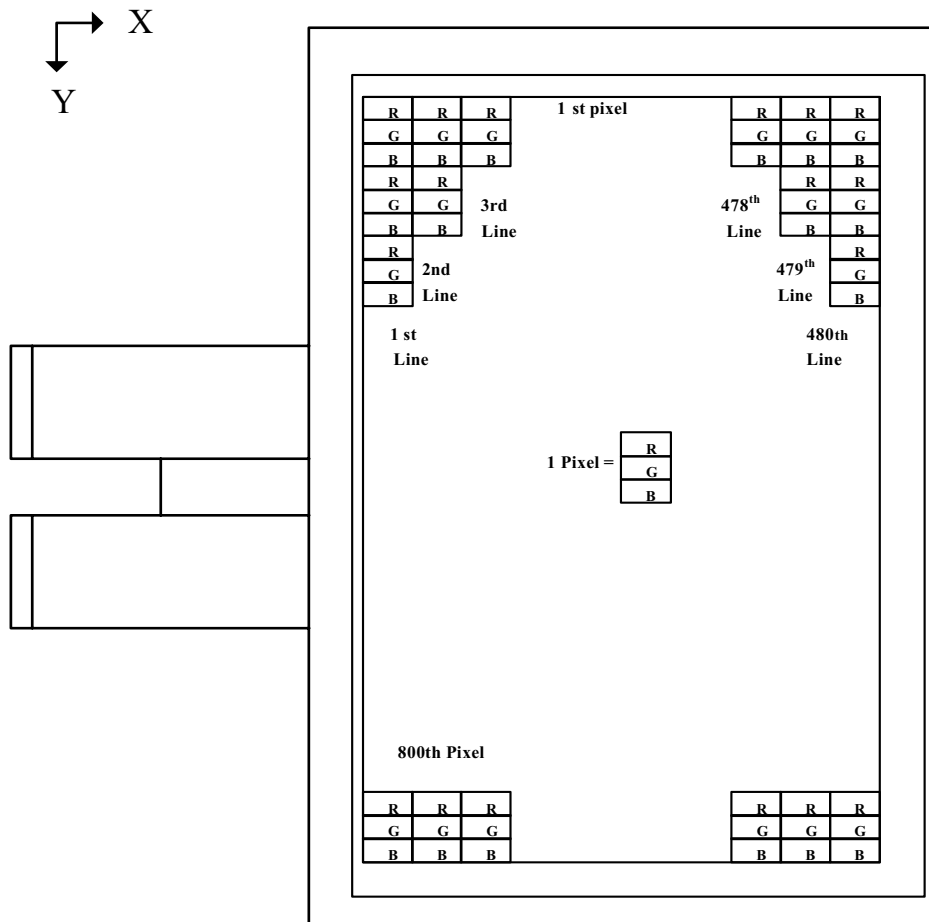 X
Y
R R R 1 st pixel R R R
G G G G G G
B B B B B B
R R R R
G G 3rd 478th G G
B B Line Line B B
R R
G 2nd 479th G
B Line Line B
1 st 480th
Line Line
R
1 Pixel = G
B
800th Pixel
R R R R R R
G G G G G G
B B B B B B